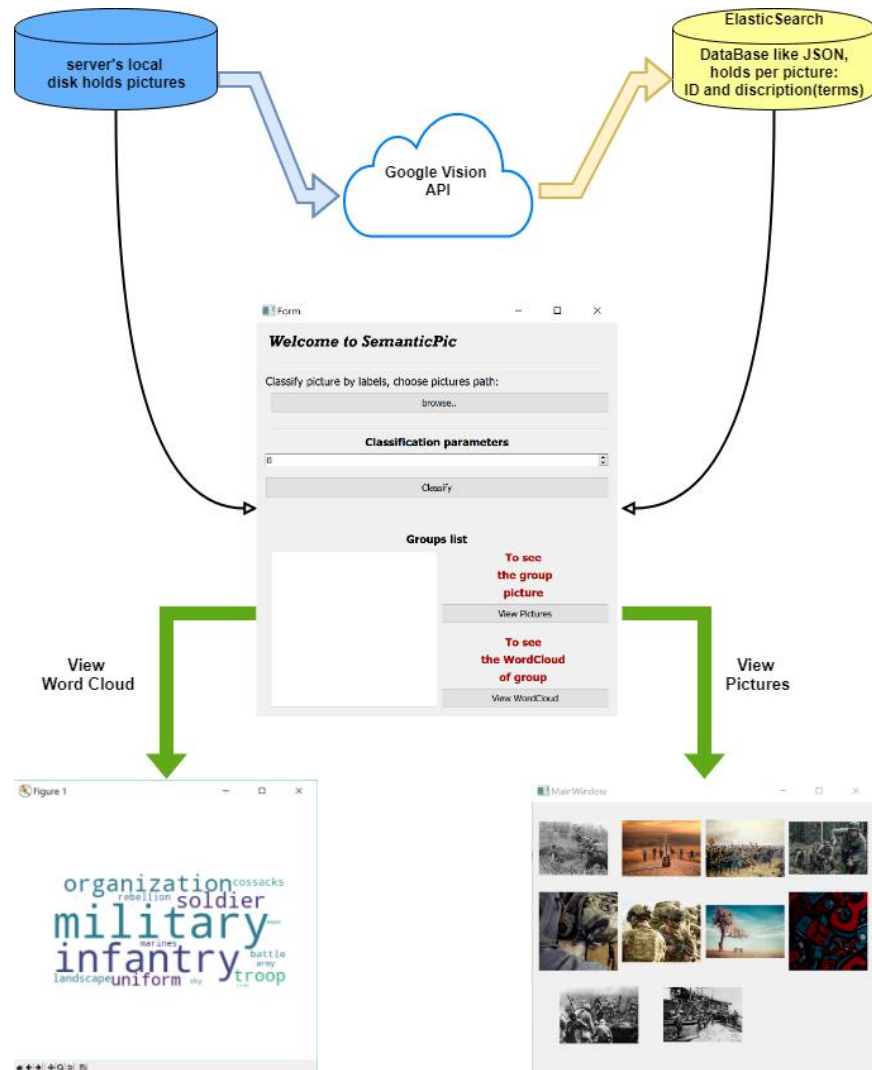 server's local
disk holds pictures
ElasticSearch
DataBase like JSON,
holds per picture:
ID and discription(terms)
Google Vision
API
Form
Welcome to SemanticPic
Classify picture by labels, choose pictures path:
browse..
Classification parameters
0
Classify
Groups list
To see
the group
picture
View Pictures
To see
the WordCloud
of group
View WordCloud
View
Word Cloud
View
Pictures
Figure 1
organization cossacks
rebellion soldier
military
marines
infantry battle
army
landscape uniform sky troop
MainWindow